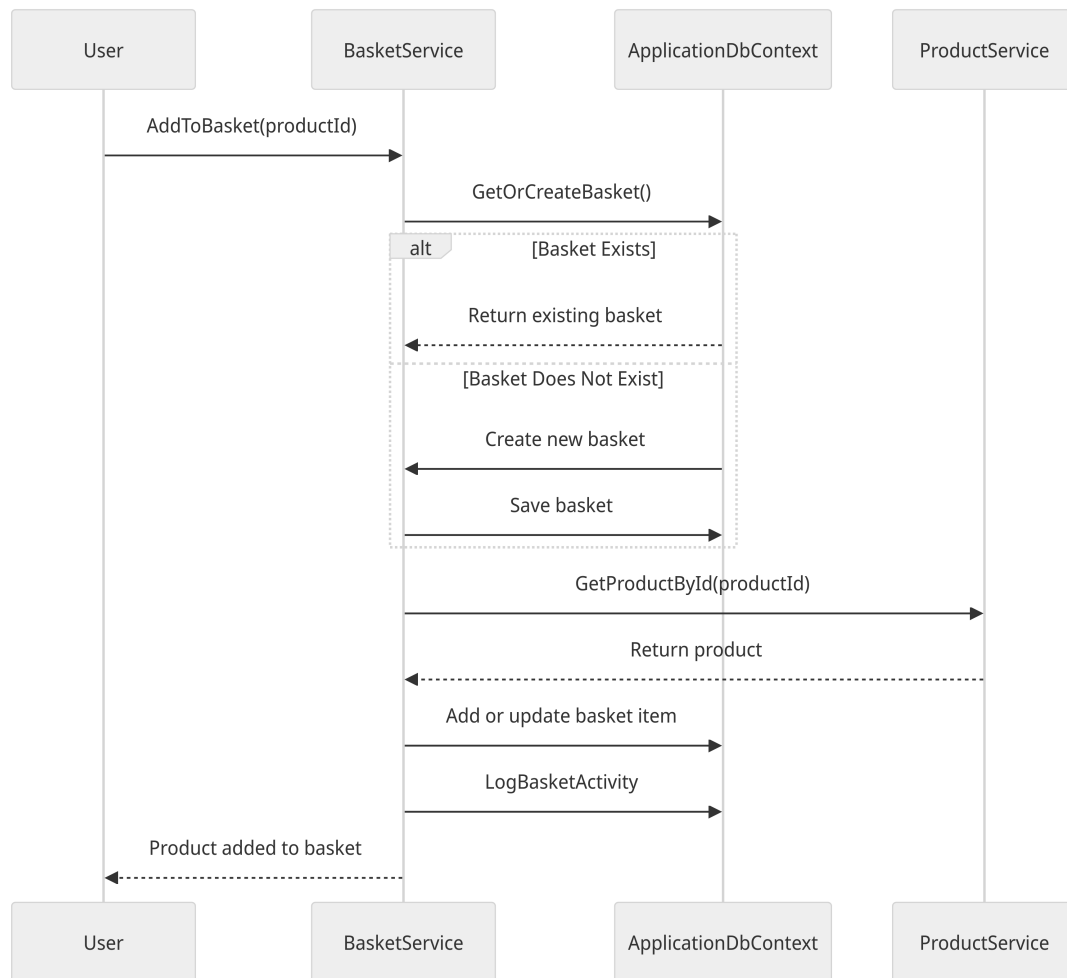 User
BasketService
ApplicationDbContext
ProductService
AddToBasket(productId)
GetOrCreateBasket()
alt
[Basket Exists]
Return existing basket
[Basket Does Not Exist]
Create new basket
Save basket
GetProductById(productId)
Return product
Add or update basket item
LogBasketActivity
Product added to basket
User
BasketService
ApplicationDbContext
ProductService